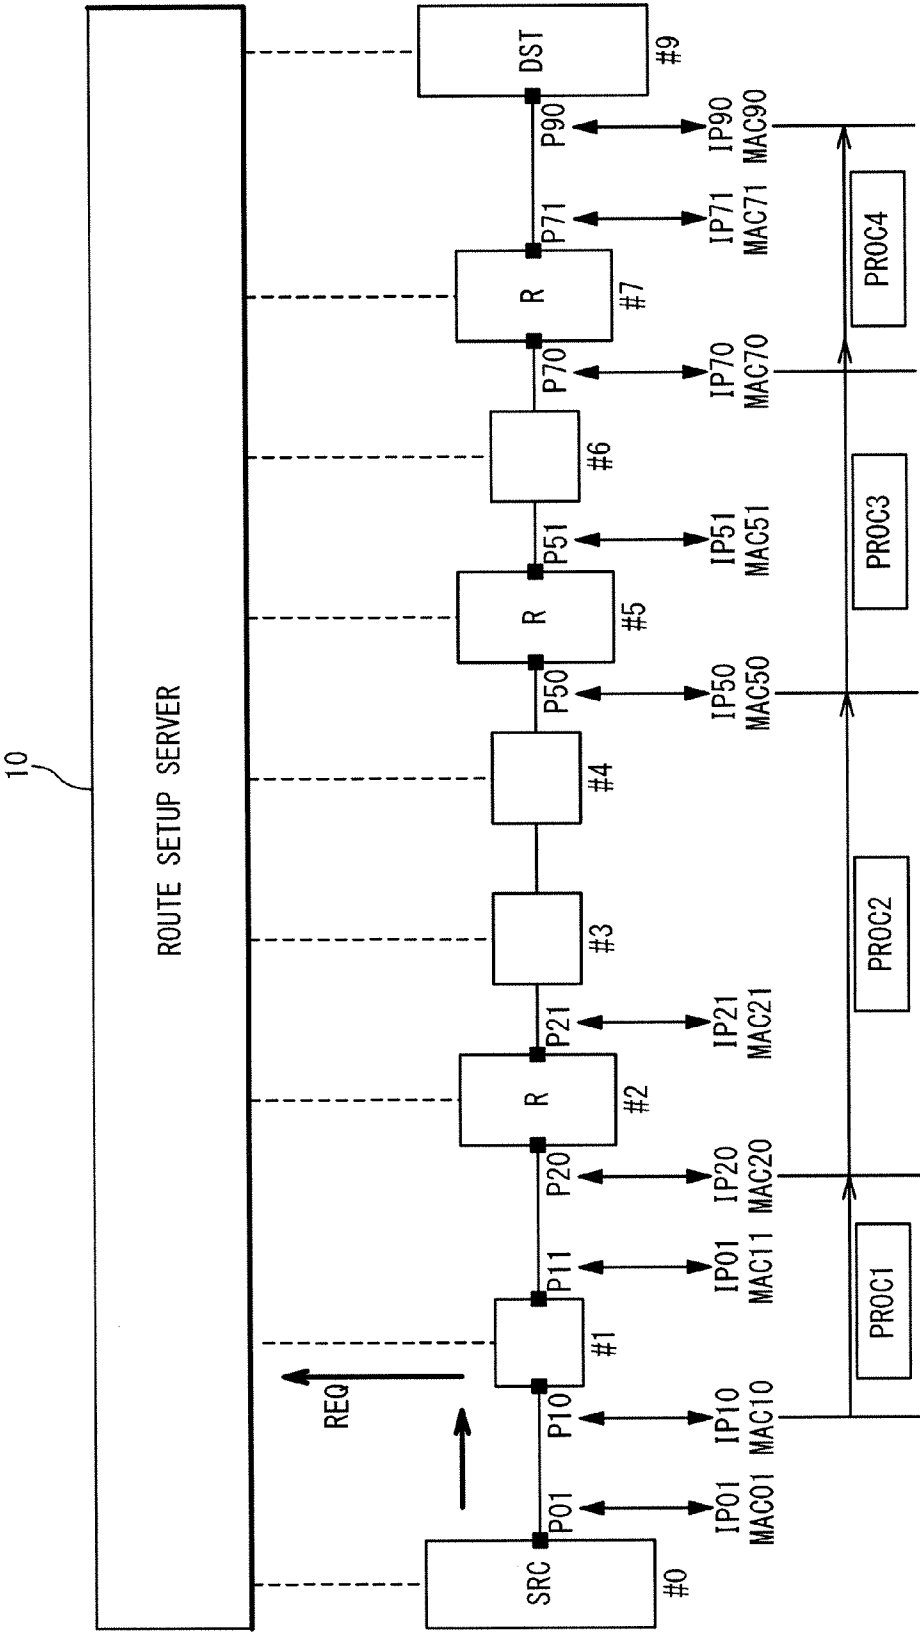 10
ROUTE SETUP SERVER
REQ
SRC
R
R
R
DST
#0
#1
#2
#3
#4
#5
#6
#7
#9
P01
P10
P11
P20
P21
P50
P51
P70
P71
P90
IP01
MAC01
IP10
MAC10
IP01
MAC11
IP20
MAC20
IP21
MAC21
IP50
MAC50
IP51
MAC51
IP70
MAC70
IP71
MAC71
IP90
MAC90
PROC1
PROC2
PROC3
PROC4